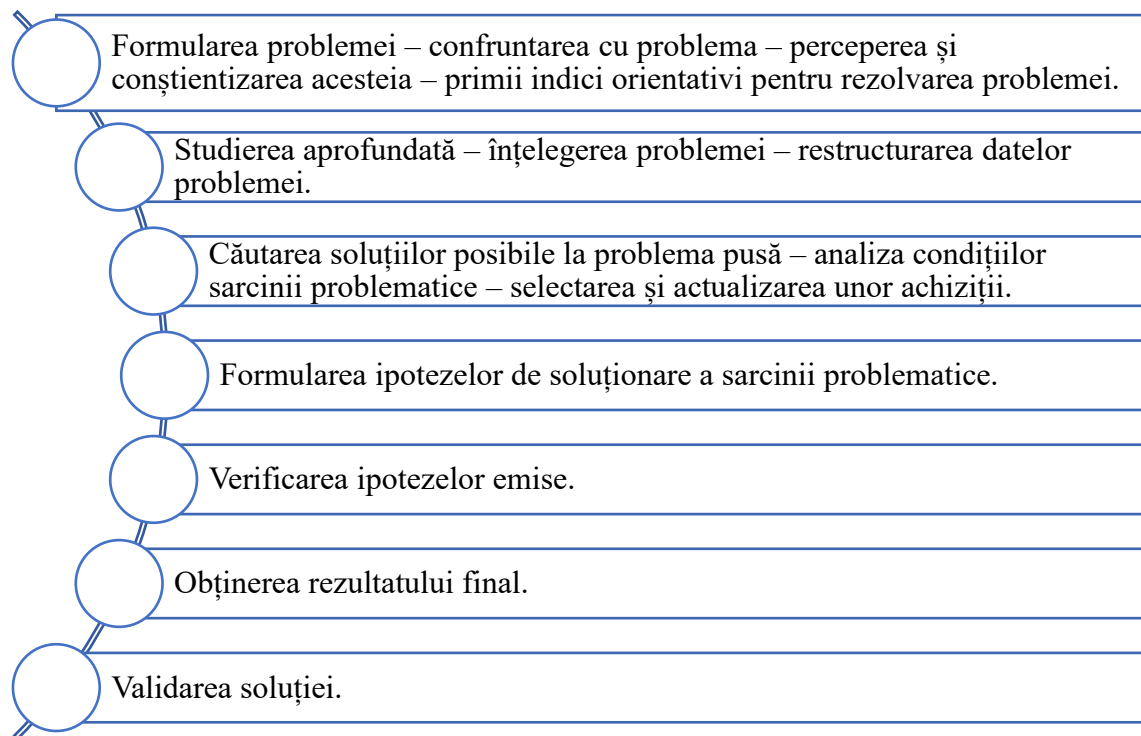 Formularea problemei – confruntarea cu problema – perceperea și
conștientizarea acesteia – primii indici orientativi pentru rezolvarea problemei.
Studierea aprofundată – înțelegerea problemei – restructurarea datelor
problemei.
Căutarea soluțiilor posibile la problema pusă – analiza condițiilor
sarcinii problematice – selectarea și actualizarea unor achiziții.
Formularea ipotezelor de soluționare a sarcinii problematice.
Verificarea ipotezelor emise.
Obținerea rezultatului final.
Validarea soluției.